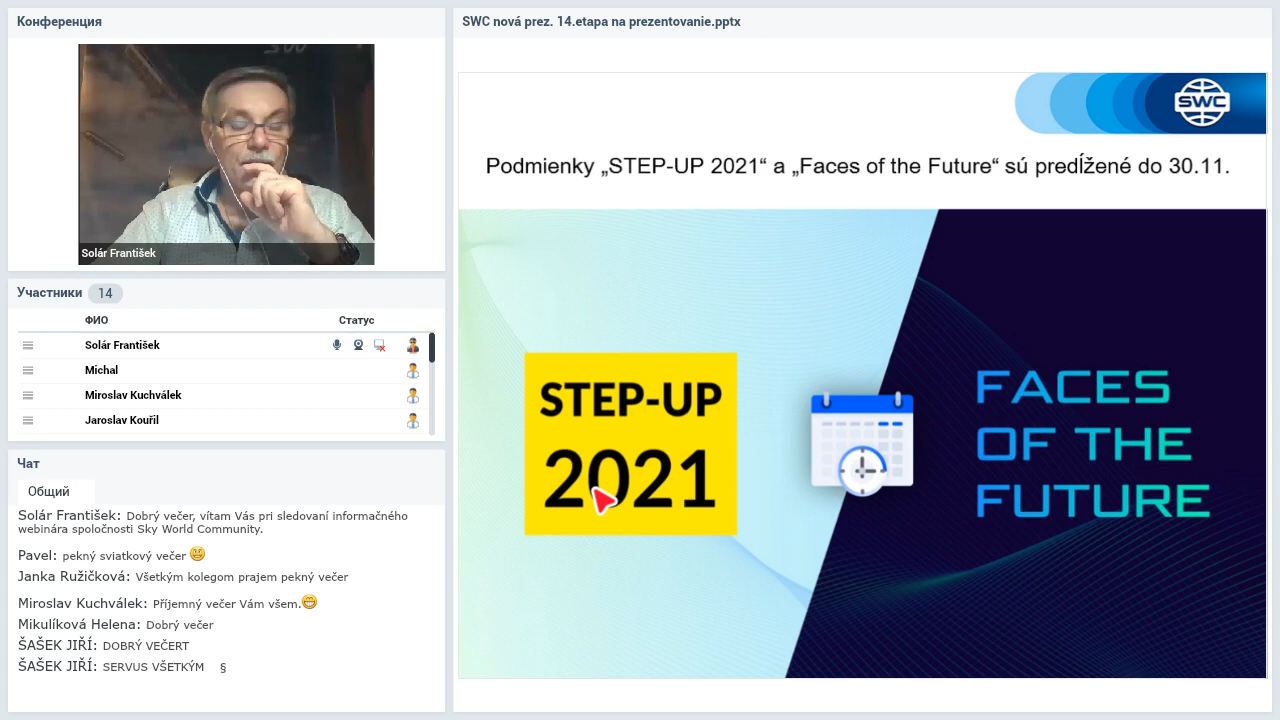 Конференция
Solár František
Участники 14
ФИО Статус
Solár František
Michal
Miroslav Kuchválek
Jaroslav Kouřil
Чат
Общий
Solár František: Dobrý večer, vítam Vás pri sledovaní informačného
webinára spoločnosti Sky World Community.
Pavel: pekný sviatkový večer
Janka Ružičková: Všetkým kolegom prajem pekný večer
Miroslav Kuchválek: Příjemný večer Vám všem.
Mikulíková Helena: Dobrý večer
ŠAŠEK JIŘÍ: DOBRÝ VEČERT
ŠAŠEK JIŘÍ: SERVUS VŠETKÝM §
SWC nová prez. 14.etapa na prezentovanie.pptx
SWC
Podmienky „STEP-UP 2021“ a „Faces of the Future“ sú predĺžené do 30.11.
STEP-UP
2021
FACES
OF THE
FUTURE